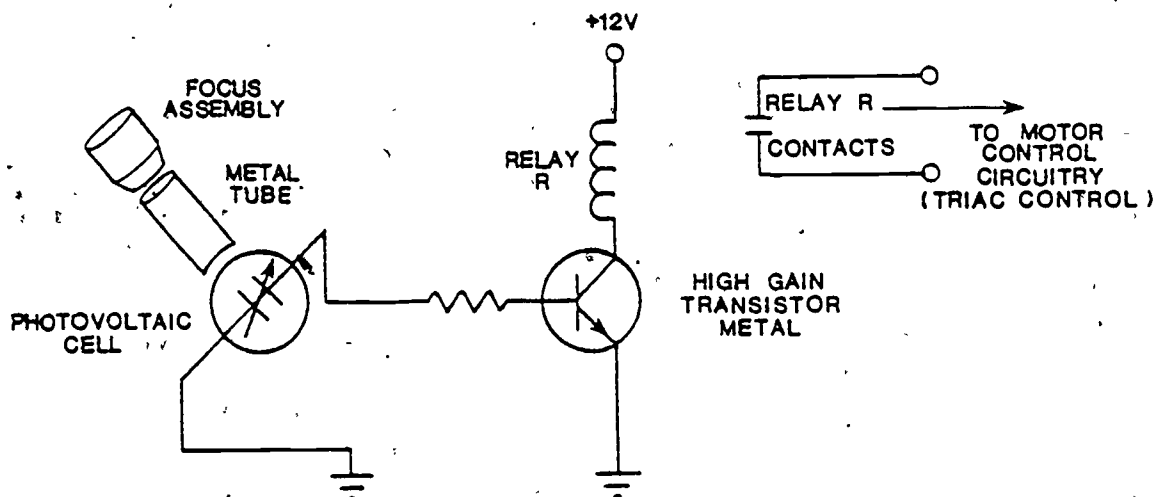 +12V
FOCUS
ASSEMBLY
METAL
TUBE
RELAY
R
RELAY R
CONTACTS
TO MOTOR
CONTROL
CIRCUITRY
(TRIAC CONTROL)
PHOTOVOLTAIC
CELL
HIGH GAIN
TRANSISTOR
METAL